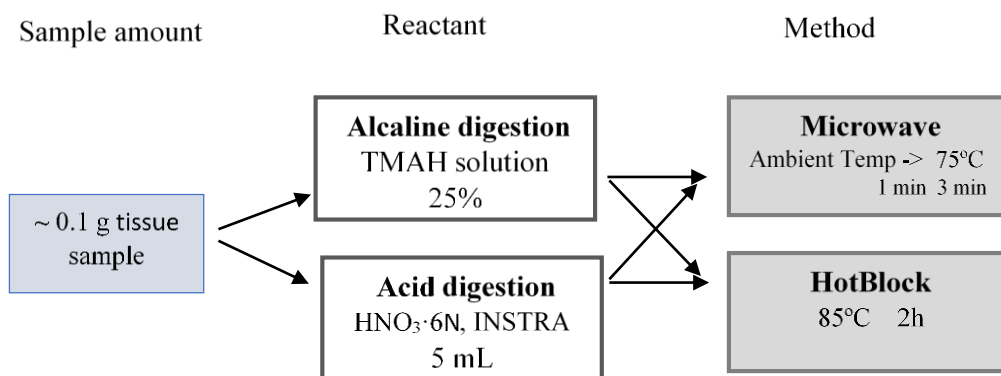 Sample amount
Reactant
Method
~ 0.1 g tissue
sample
Alcaline digestion
TMAH solution
25%
Acid digestion
HNO₃·6N, INSTRA
5 mL
Microwave
Ambient Temp -> 75ºC
1 min 3 min
HotBlock
85ºC 2h